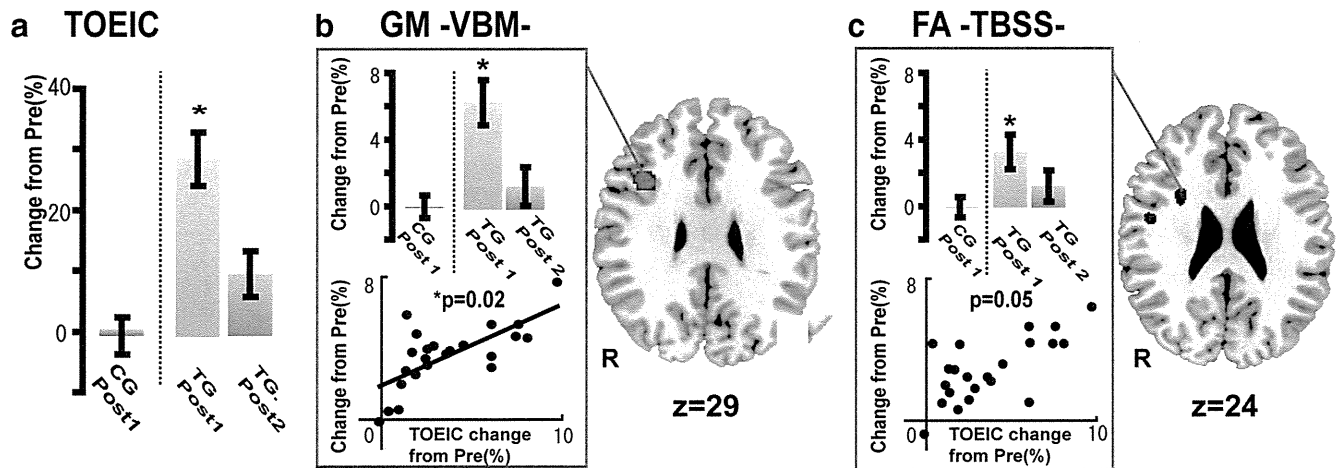 a TOEIC
Change from Pre(%)
40
20
0
*
CG
Post1
TG
Post1
TG.
Post2
b GM -VBM-
Change from Pre(%)
8
4
0
*
CG
Post 1
TG
Post 1
TG
Post 2
Change from Pre(%)
8
*p=0.02
0
TOEIC change
from Pre(%)
10
R
z=29
c FA -TBSS-
Change from Pre(%)
8
4
0
*
CG
Post 1
TG
Post 1
TG
Post 2
Change from Pre(%)
8
p=0.05
0
TOEIC change
from Pre(%)
10
R
z=24